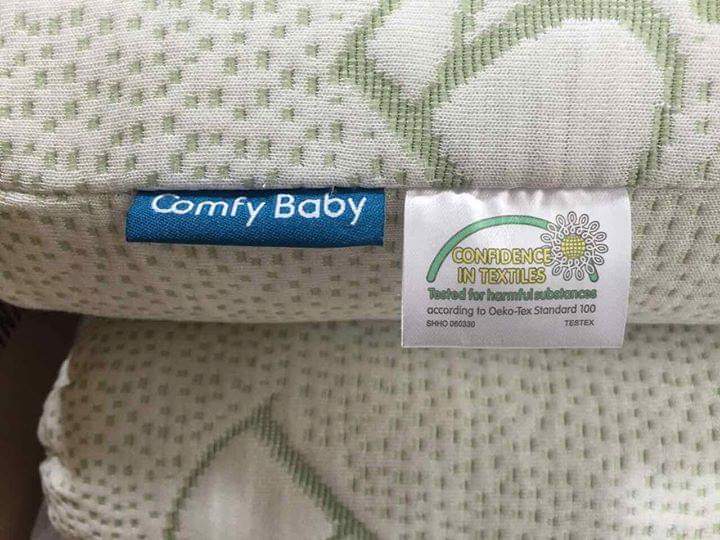 Comfy Baby
CONFIDENCE
IN TEXTILES
Tested for harmful substances
according to Oeko-Tex Standard 100
SHHO 060330 TESTEX